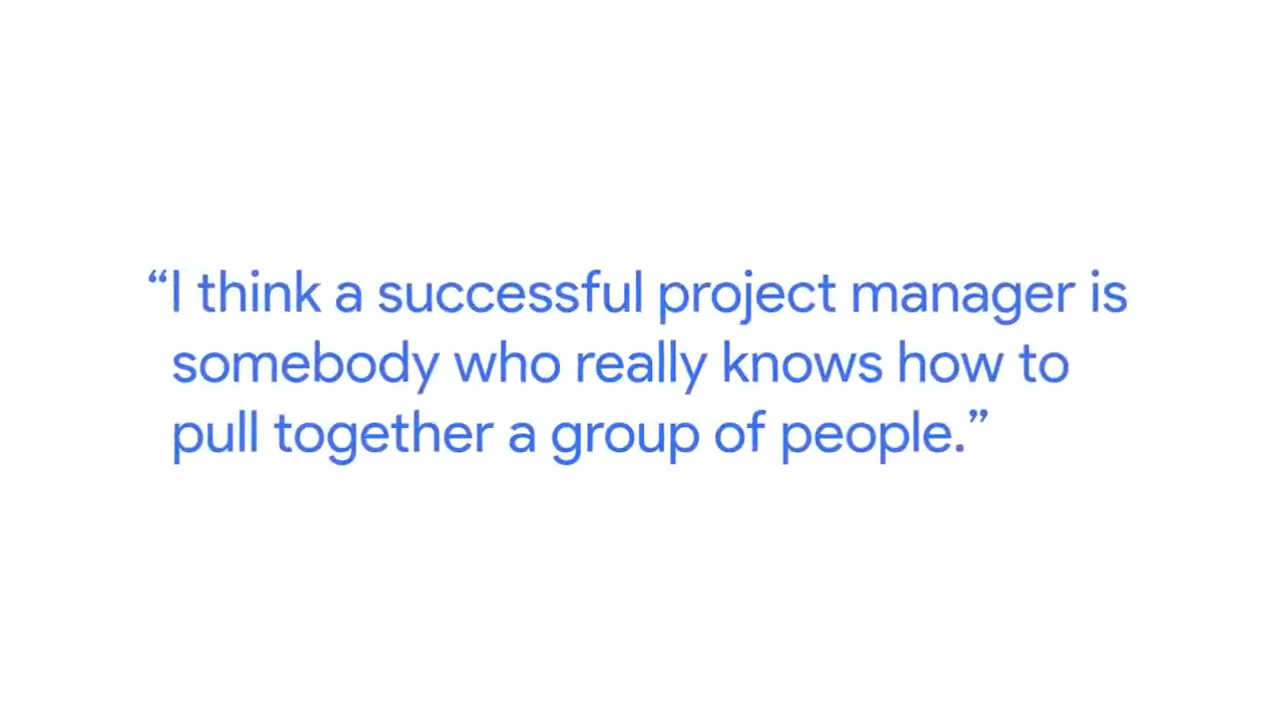 “I think a successful project manager is
somebody who really knows how to
pull together a group of people.”